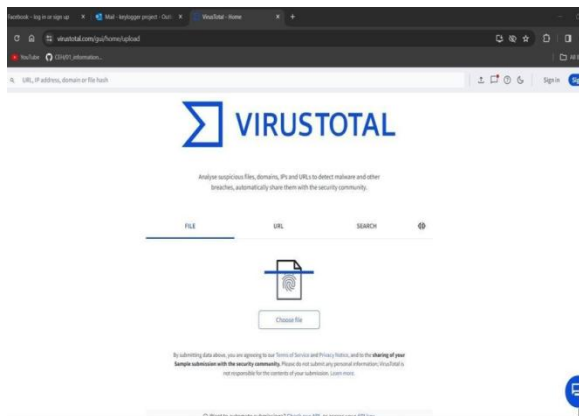 Facebook - log in or sign up
Mail - keylogger project - Outl
VirusTotal - Home
virustotal.com/gui/home/upload
YouTube
CEH/01_information...
URL, IP address, domain or file hash
Sign in
VIRUSTOTAL
Analyse suspicious files, domains, IPs and URLs to detect malware and other
breaches, automatically share them with the security community.
FILE
URL
SEARCH
Choose file
By submitting data above, you are agreeing to our Terms of Service and Privacy Notice, and to the sharing of your
Sample submission with the security community. Please do not submit any personal information; VirusTotal is
not responsible for the contents of your submission. Learn more.